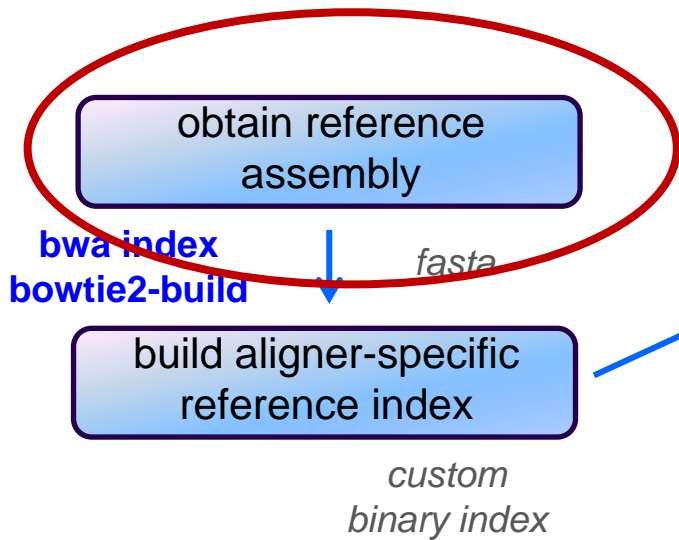 obtain reference
assembly
bwa index
bowtie2-build
fasta
build aligner-specific
reference index
custom
binary index